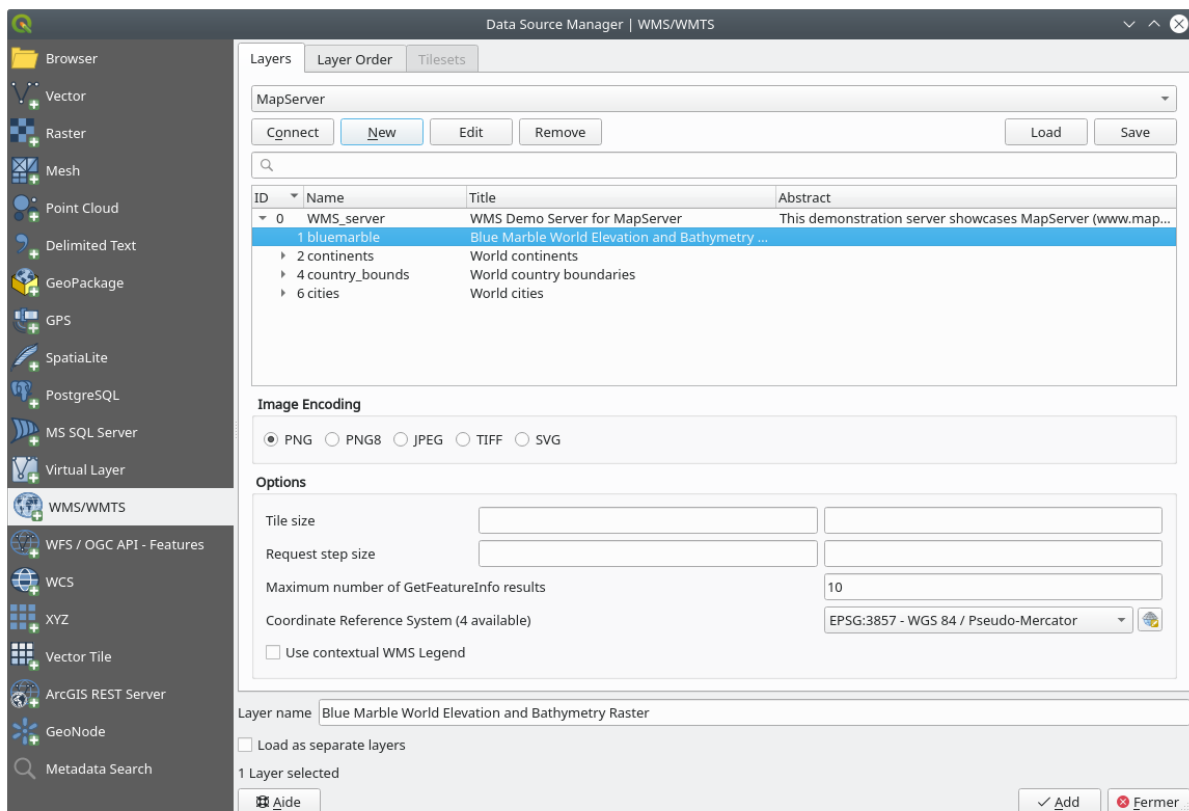 Data Source Manager | WMS/WMTS
Browser
Vector
Raster
Mesh
Point Cloud
Delimited Text
GeoPackage
GPS
SpatiaLite
PostgreSQL
MS SQL Server
Virtual Layer
WMS/WMTS
WFS / OGC API - Features
WCS
XYZ
Vector Tile
ArcGIS REST Server
GeoNode
Metadata Search
Layers Layer Order Tilesets
MapServer
Connect New Edit Remove Load Save
ID Name Title Abstract
0 WMS_server WMS Demo Server for MapServer This demonstration server showcases MapServer (www.map...
1 bluemarble Blue Marble World Elevation and Bathymetry ...
2 continents World continents
4 country_bounds World country boundaries
6 cities World cities
Image Encoding
PNG PNG8 JPEG TIFF SVG
Options
Tile size
Request step size
Maximum number of GetFeatureInfo results 10
Coordinate Reference System (4 available) EPSG:3857 - WGS 84 / Pseudo-Mercator
Use contextual WMS Legend
Layer name Blue Marble World Elevation and Bathymetry Raster
Load as separate layers
1 Layer selected
Aide Add Fermer